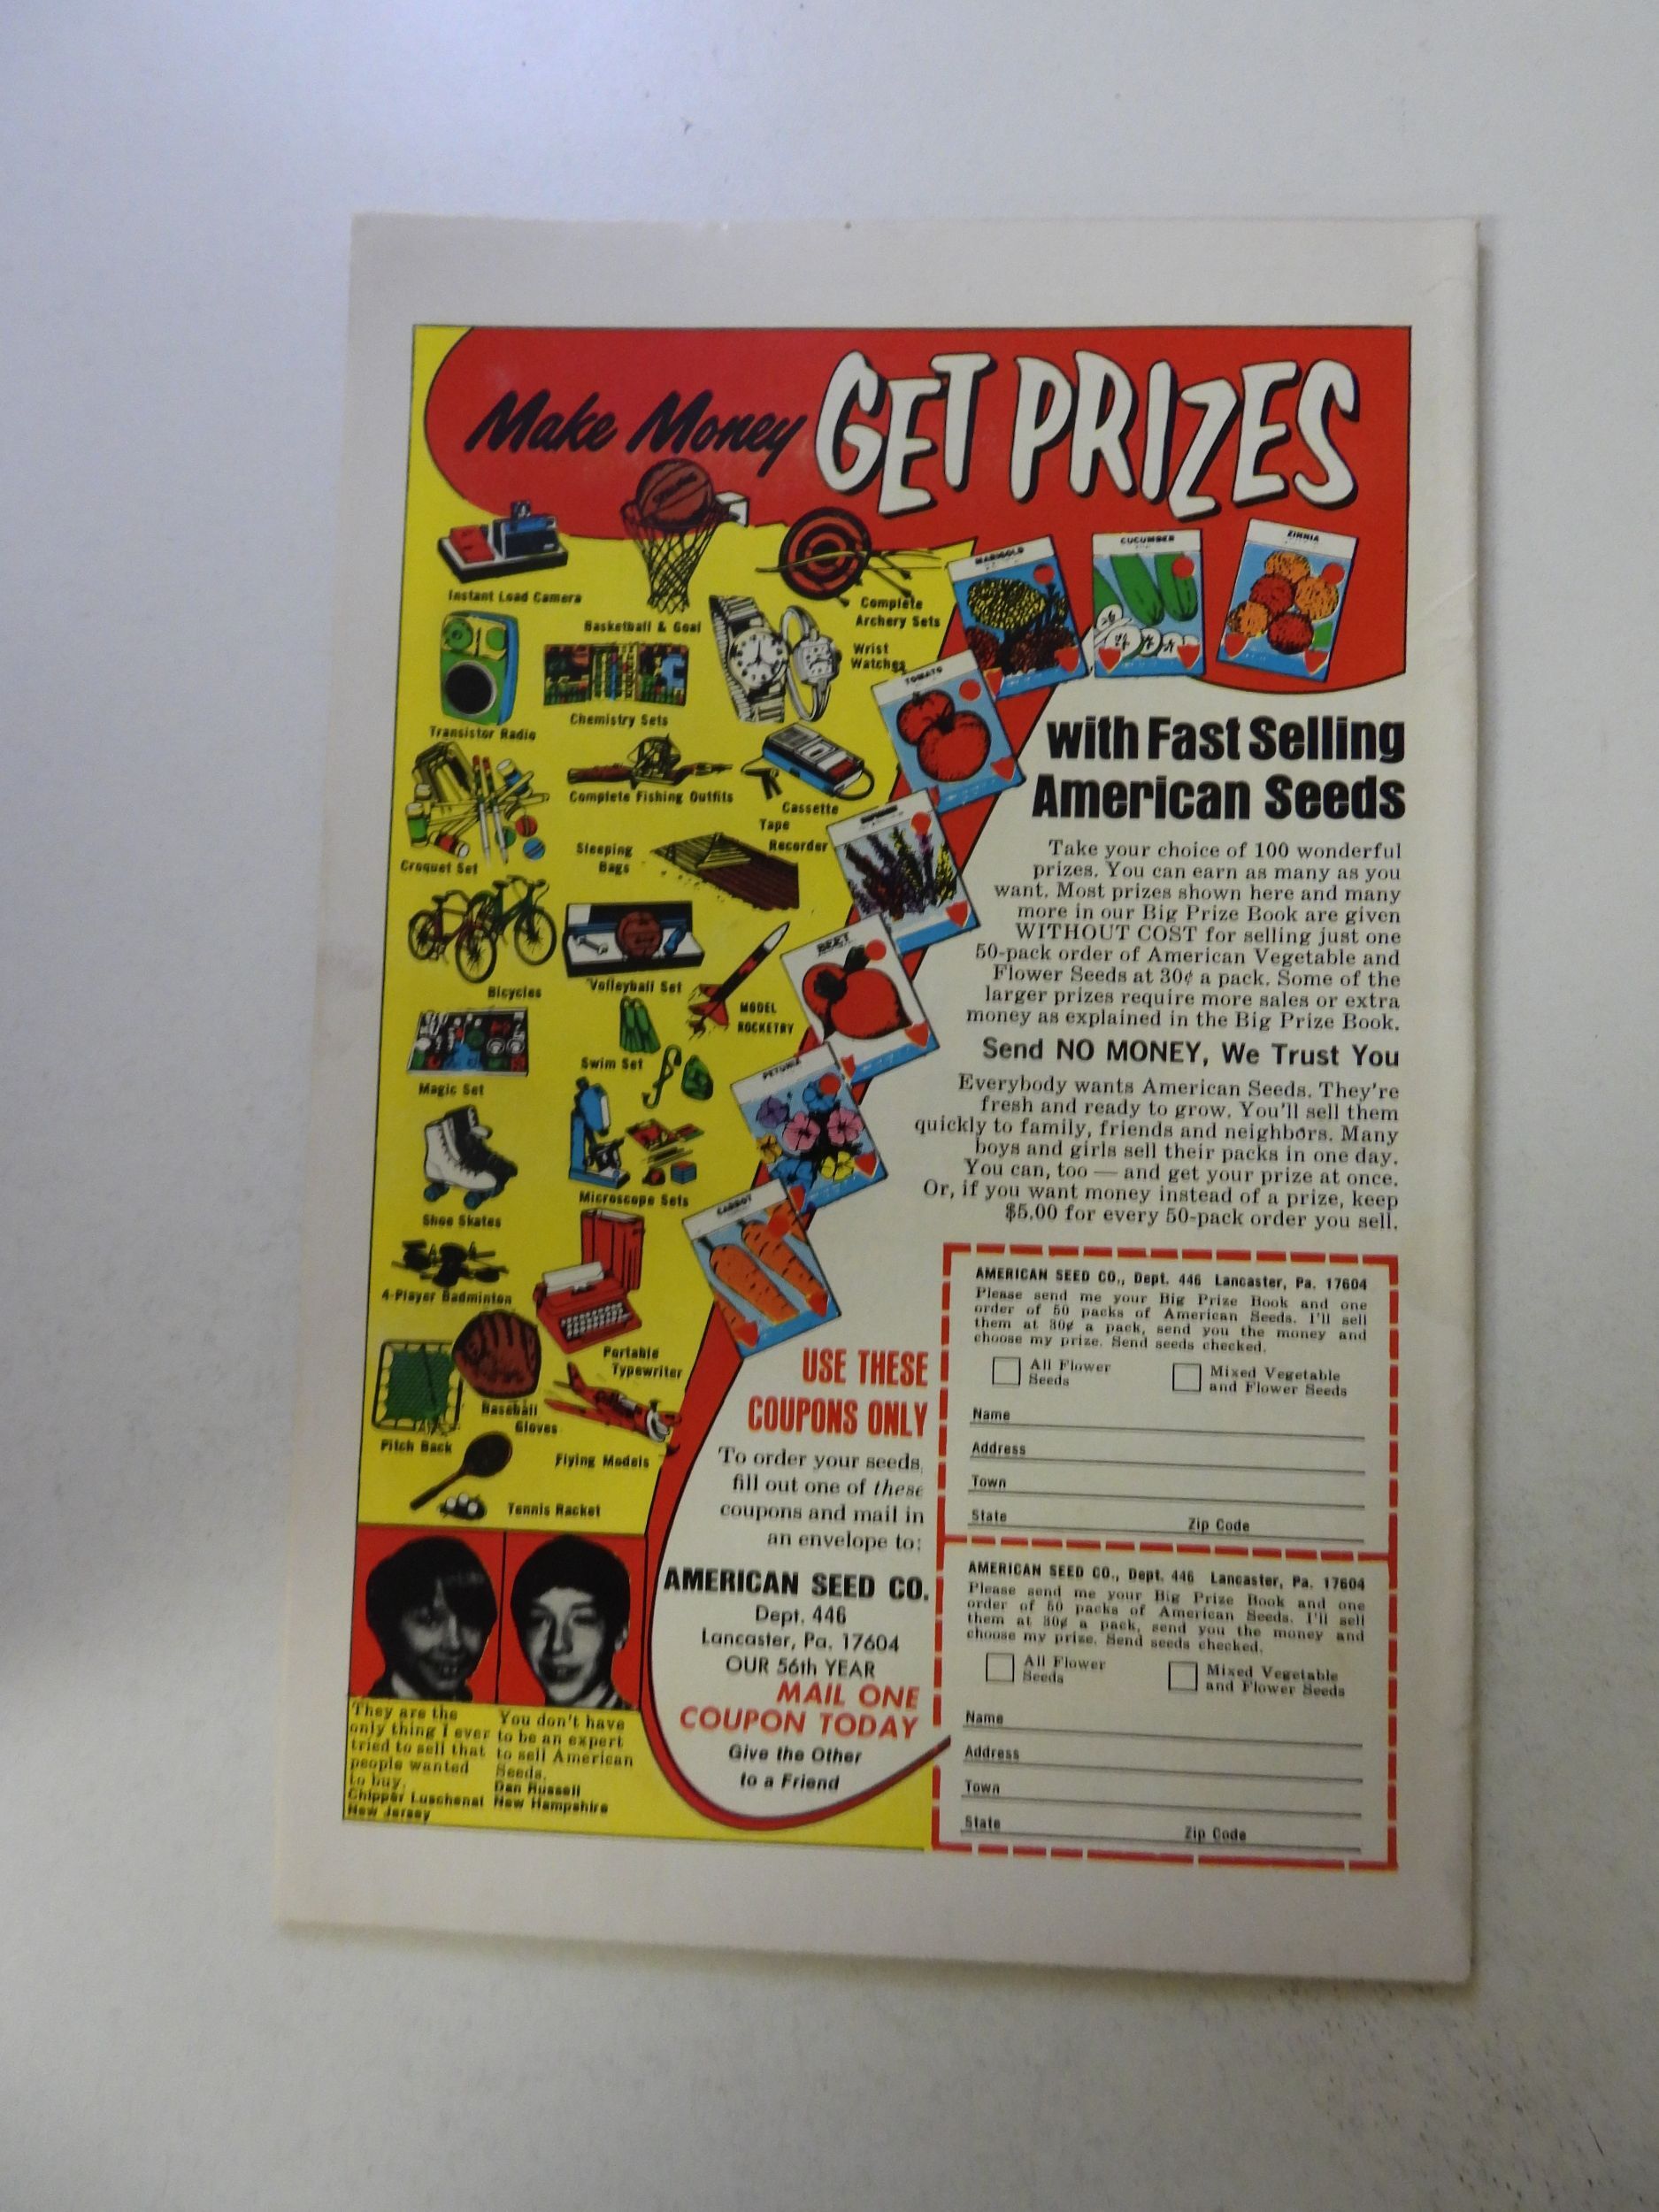 Make Money GET PRIZES
Instant Load Camera
Basketball & Goal
Complete
Archery Sets
Wrist
Watches
Transistor Radio
Chemistry Sets
Complete Fishing Outfits
Cassette
Tape
Recorder
Croquet Set
Sleeping
Bags
Bicycles
Volleyball Set
MODEL
ROCKETRY
Magic Set
Swim Set
Shoe Skates
Microscope Sets
4-Player Badminton
Portable
Typewriter
Pitch Back
Baseball
Gloves
Flying Models
Tennis Racket
MARIGOLD
CUCUMBER
ZINNIA
TOMATO
BEET
PETUNIA
CARROT
with Fast Selling
American Seeds
Take your choice of 100 wonderful
prizes. You can earn as many as you
want. Most prizes shown here and many
more in our Big Prize Book are given
WITHOUT COST for selling just one
50-pack order of American Vegetable and
Flower Seeds at 30¢ a pack. Some of the
larger prizes require more sales or extra
money as explained in the Big Prize Book.
Send NO MONEY, We Trust You
Everybody wants American Seeds. They're
fresh and ready to grow. You'll sell them
quickly to family, friends and neighbors. Many
boys and girls sell their packs in one day.
You can, too — and get your prize at once.
Or, if you want money instead of a prize, keep
$5.00 for every 50-pack order you sell.
USE THESE
COUPONS ONLY
To order your seeds,
fill out one of these
coupons and mail in
an envelope to:
AMERICAN SEED CO.
Dept. 446
Lancaster, Pa. 17604
OUR 56th YEAR
MAIL ONE
COUPON TODAY
Give the Other
to a Friend
AMERICAN SEED CO., Dept. 446 Lancaster, Pa. 17604
Please send me your Big Prize Book and one
order of 50 packs of American Seeds. I'll sell
them at 30¢ a pack, send you the money and
choose my prize. Send seeds checked.
All Flower
Seeds
Mixed Vegetable
and Flower Seeds
Name
Address
Town
State Zip Code
AMERICAN SEED CO., Dept. 446 Lancaster, Pa. 17604
Please send me your Big Prize Book and one
order of 50 packs of American Seeds. I'll sell
them at 30¢ a pack, send you the money and
choose my prize. Send seeds checked.
All Flower
Seeds
Mixed Vegetable
and Flower Seeds
Name
Address
Town
State Zip Code
They are the
only thing I ever
tried to sell that
people wanted
to buy.
Chipper Luschenat
New Jersey
You don't have
to be an expert
to sell American
Seeds.
Dan Russell
New Hampshire